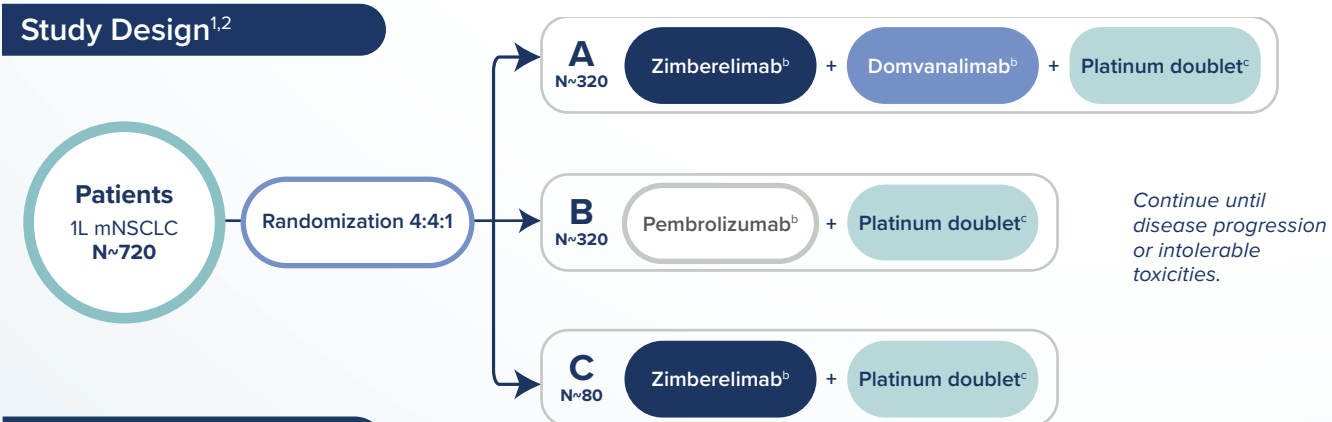 Study Design1,2
Patients
1L mNSCLC
N~720
Randomization 4:4:1
A
N~320
Zimberelimabᵇ + Domvanalimabᵇ + Platinum doubletᶜ
B
N~320
Pembrolizumabᵇ + Platinum doubletᶜ
C
N~80
Zimberelimabᵇ + Platinum doubletᶜ
Continue until
disease progression
or intolerable
toxicities.